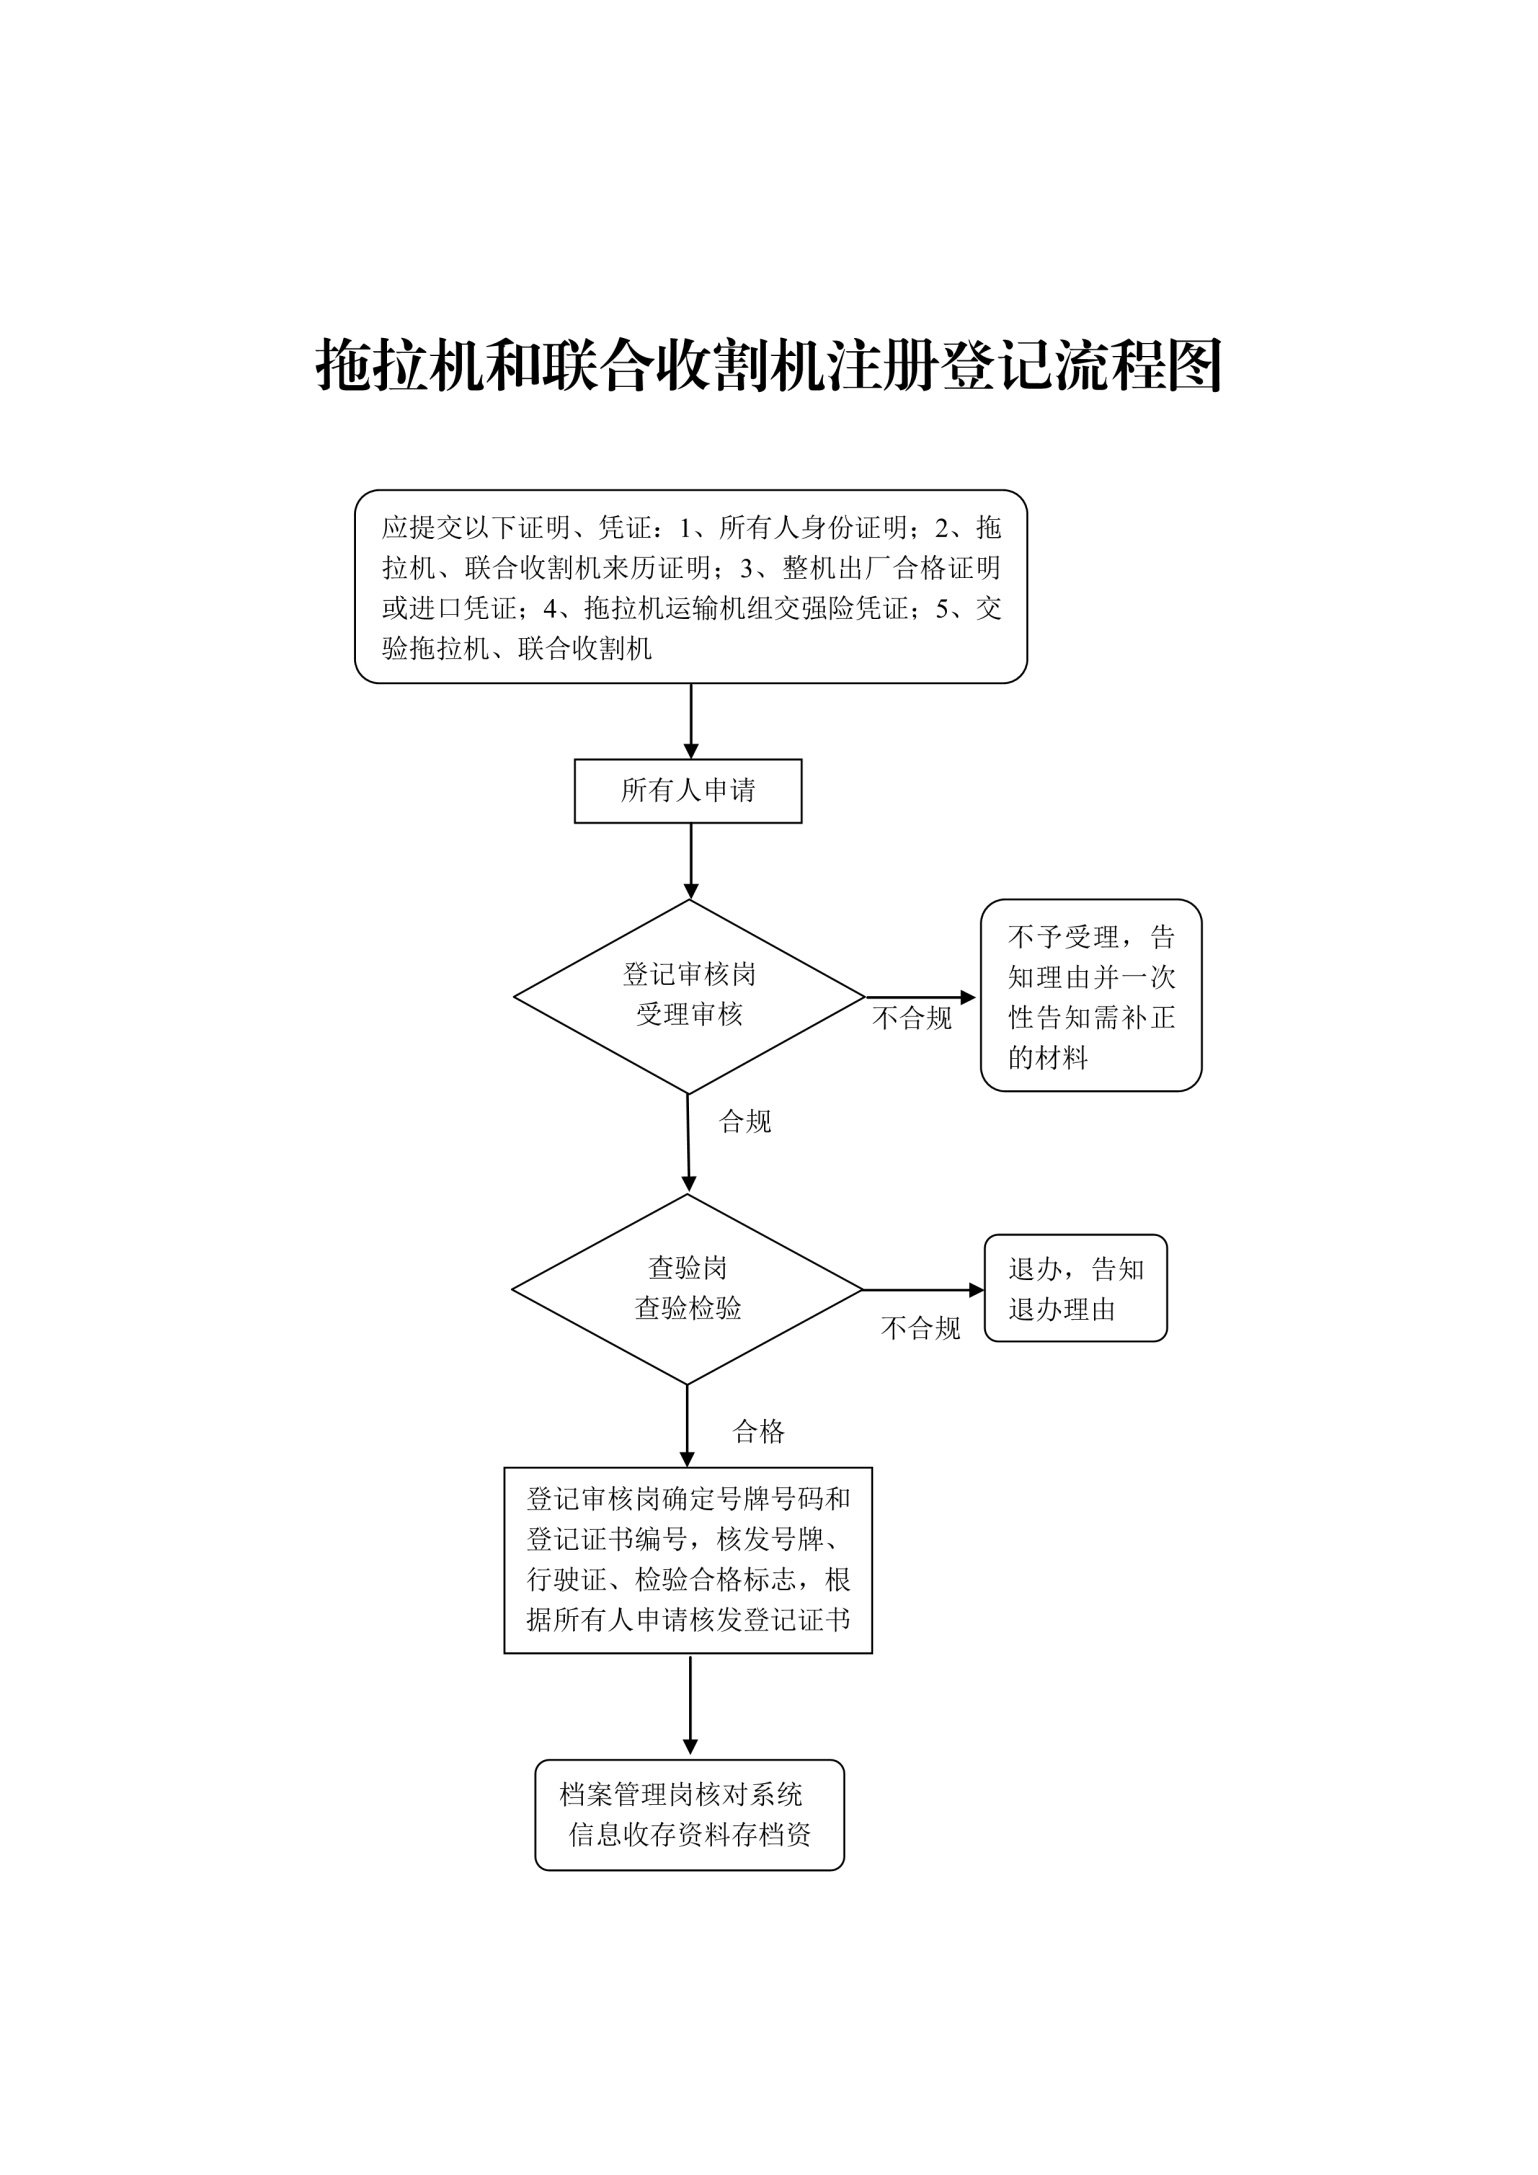 拖拉机和联合收割机注册登记流程图
应提交以下证明、凭证：1、所有人身份证明；2、拖
拉机、联合收割机来历证明；3、整机出厂合格证明
或进口凭证；4、拖拉机运输机组交强险凭证；5、交
验拖拉机、联合收割机
所有人申请
登记审核岗
受理审核
不合规
不予受理，告
知理由并一次
性告知需补正
的材料
合规
查验岗
查验检验
不合规
退办，告知
退办理由
合格
登记审核岗确定号牌号码和
登记证书编号，核发号牌、
行驶证、检验合格标志，根
据所有人申请核发登记证书
档案管理岗核对系统
信息收存资料存档资